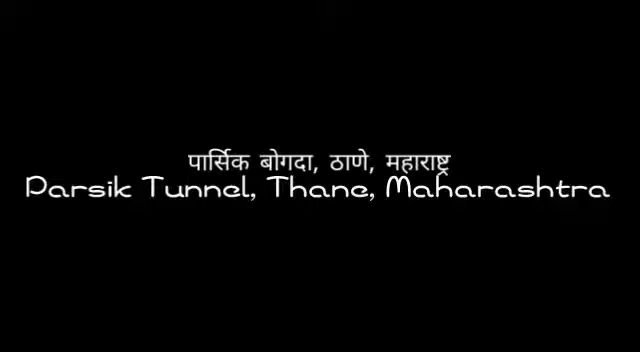 पार्सिक बोगदा, ठाणे, महाराष्ट्र
Parsik Tunnel, Thane, Maharashtra